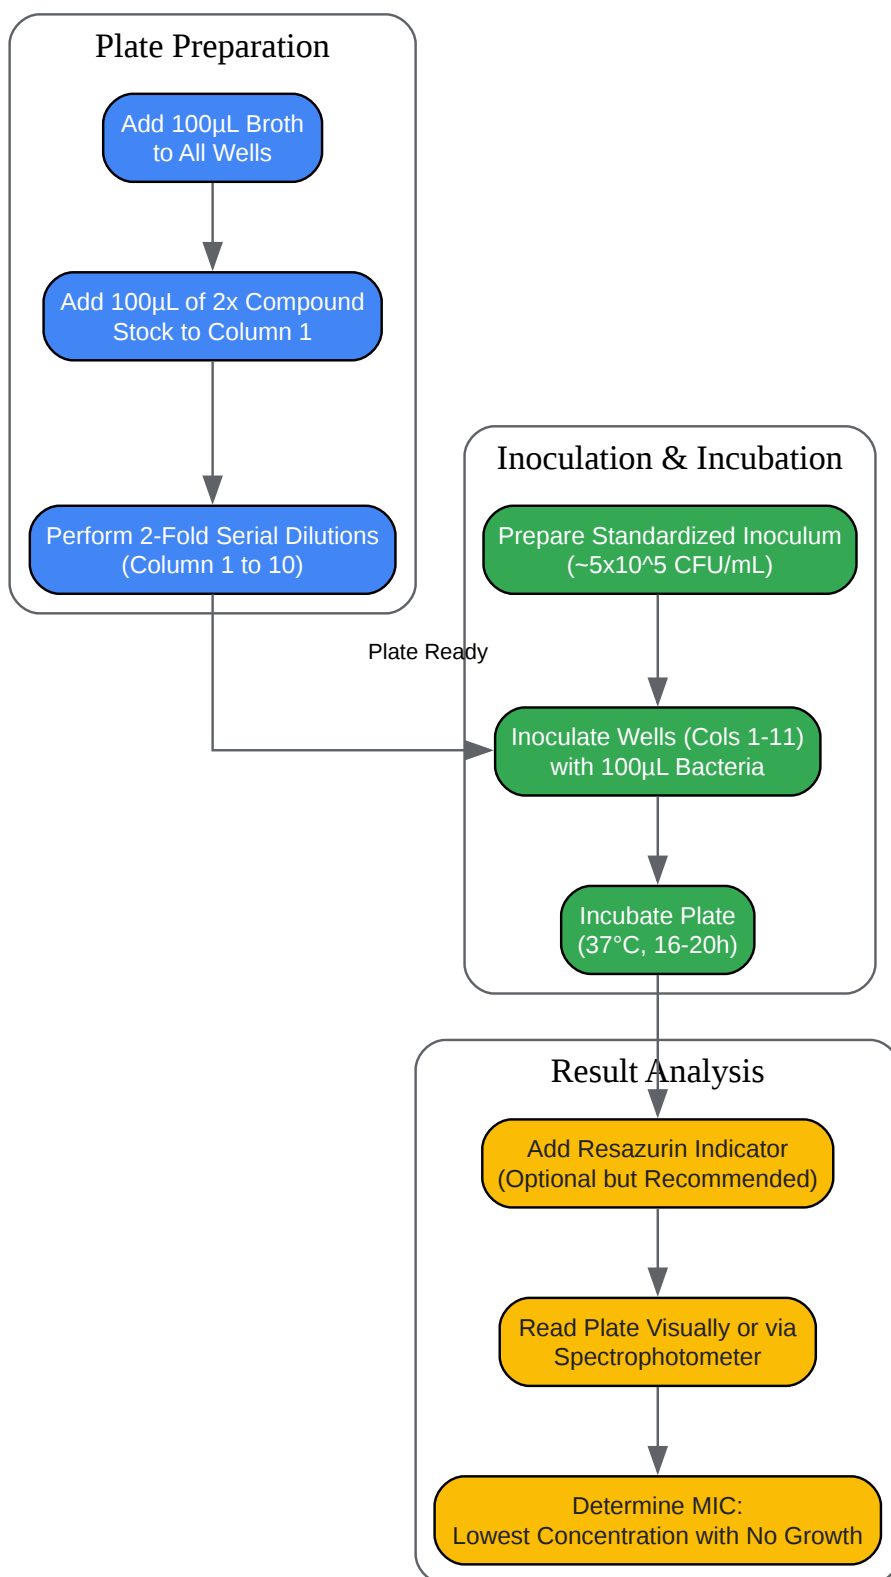 Plate Preparation
Add 100µL Broth
to All Wells
Add 100µL of 2x Compound
Stock to Column 1
Perform 2-Fold Serial Dilutions
(Column 1 to 10)
Plate Ready
Inoculation & Incubation
Prepare Standardized Inoculum
(~5x10^5 CFU/mL)
Inoculate Wells (Cols 1-11)
with 100µL Bacteria
Incubate Plate
(37°C, 16-20h)
Result Analysis
Add Resazurin Indicator
(Optional but Recommended)
Read Plate Visually or via
Spectrophotometer
Determine MIC:
Lowest Concentration with No Growth